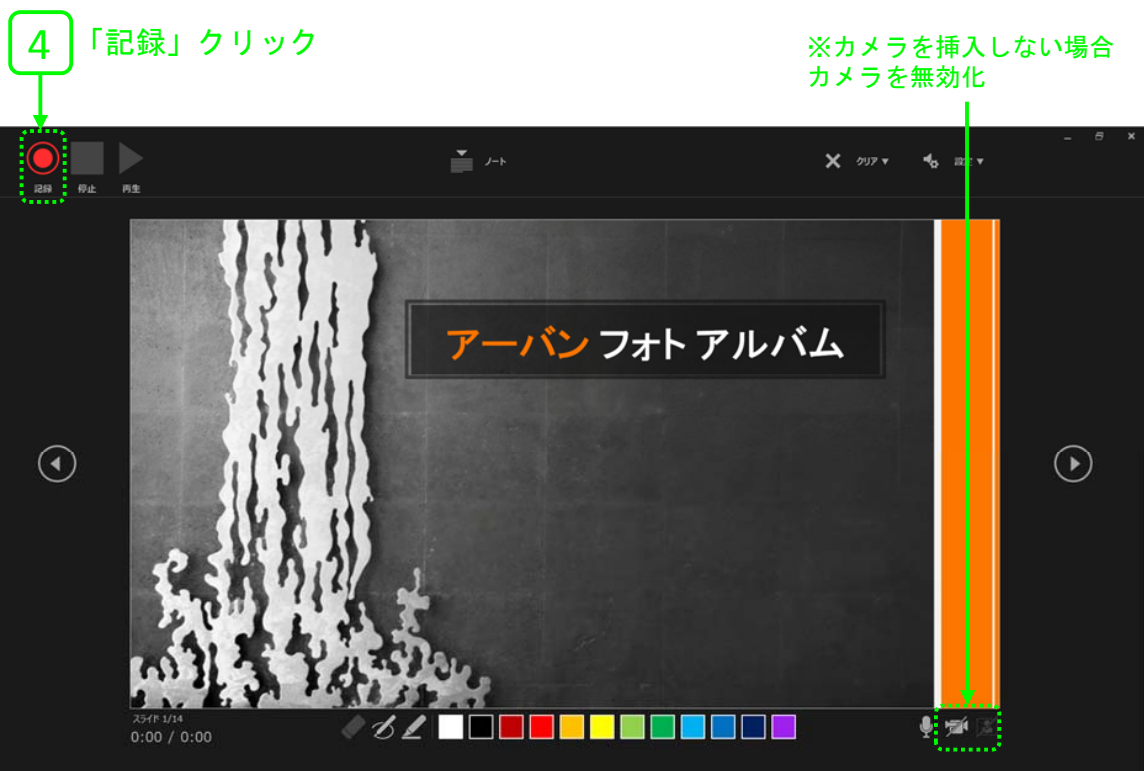 4 「記録」クリック
※カメラを挿入しない場合
カメラを無効化
記録 停止 再生
ノート
クリア ▼
設定 ▼
アーバン フォト アルバム
スライド 1/14
0:00 / 0:00